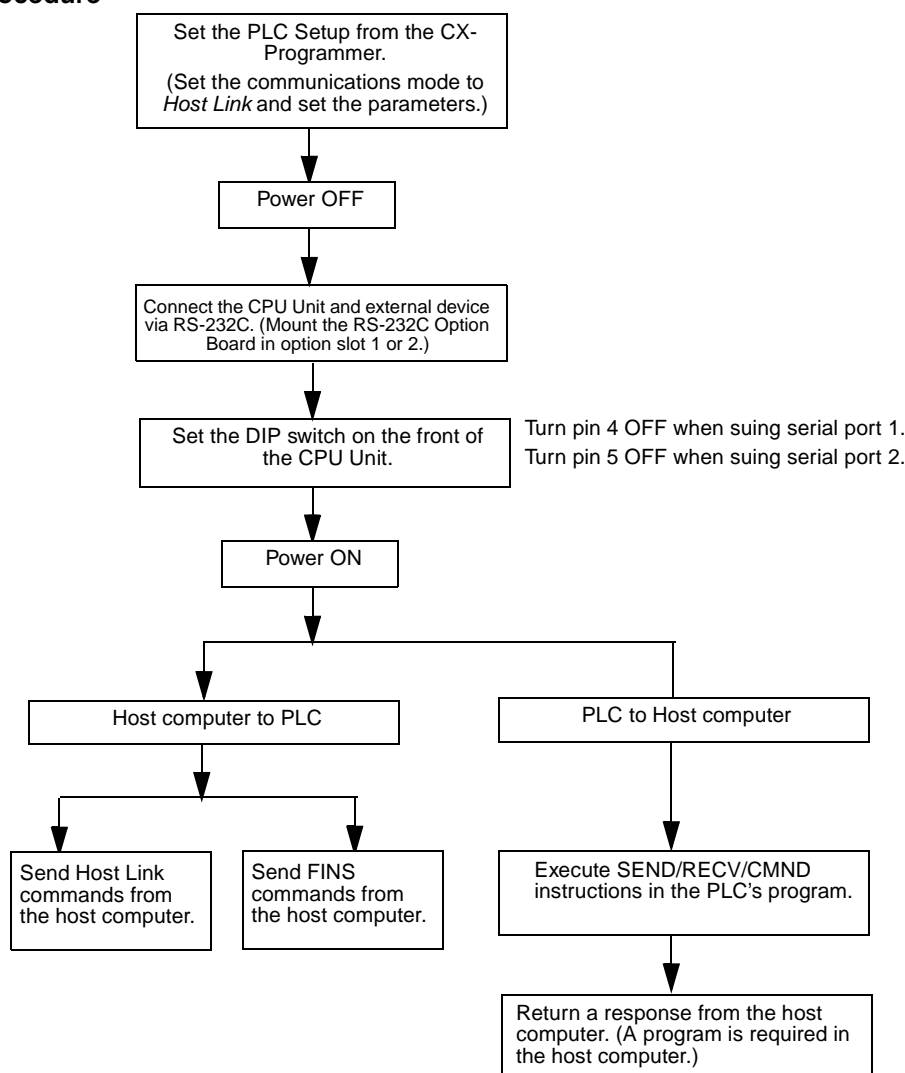 Set the PLC Setup from the CX-
Programmer.
(Set the communications mode to
Host Link and set the parameters.)
Power OFF
Connect the CPU Unit and external device
via RS-232C. (Mount the RS-232C Option
Board in option slot 1 or 2.)
Set the DIP switch on the front of
the CPU Unit.
Turn pin 4 OFF when suing serial port 1.
Turn pin 5 OFF when suing serial port 2.
Power ON
Host computer to PLC
PLC to Host computer
Send Host Link
commands from
the host computer.
Send FINS
commands from
the host computer.
Execute SEND/RECV/CMND
instructions in the PLC's program.
Return a response from the host
computer. (A program is required in
the host computer.)